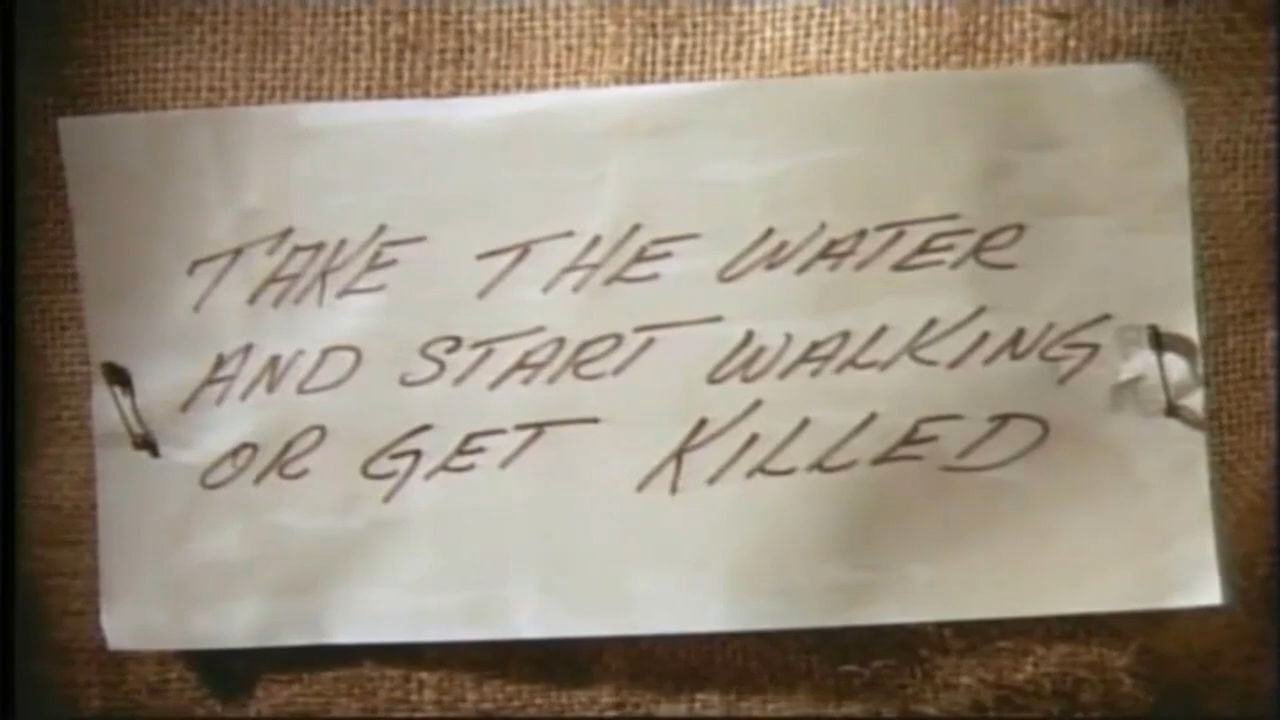 TAKE THE WATER
AND START WALKING
OR GET KILLED